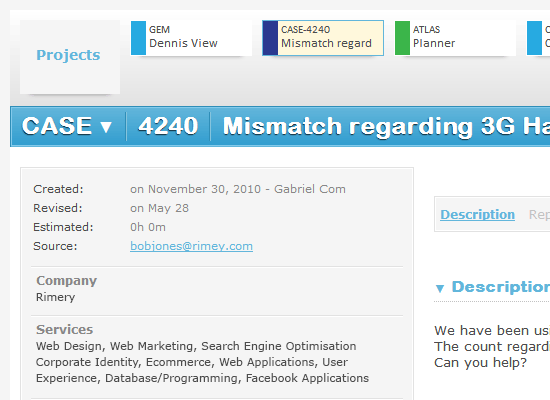 Projects
GEM
Dennis View
CASE-4240
Mismatch regard
ATLAS
Planner
CASE ▼ 4240 Mismatch regarding 3G
Created: on November 30, 2010 - Gabriel Com
Revised: on May 28
Estimated: 0h 0m
Source: bobjones@rimey.com
Company
Rimery
Services
Web Design, Web Marketing, Search Engine Optimisation
Corporate Identity, Ecommerce, Web Applications, User
Experience, Database/Programming, Facebook Applications
Description Rep
▼ Description
We have been usi
The count regard
Can you help?